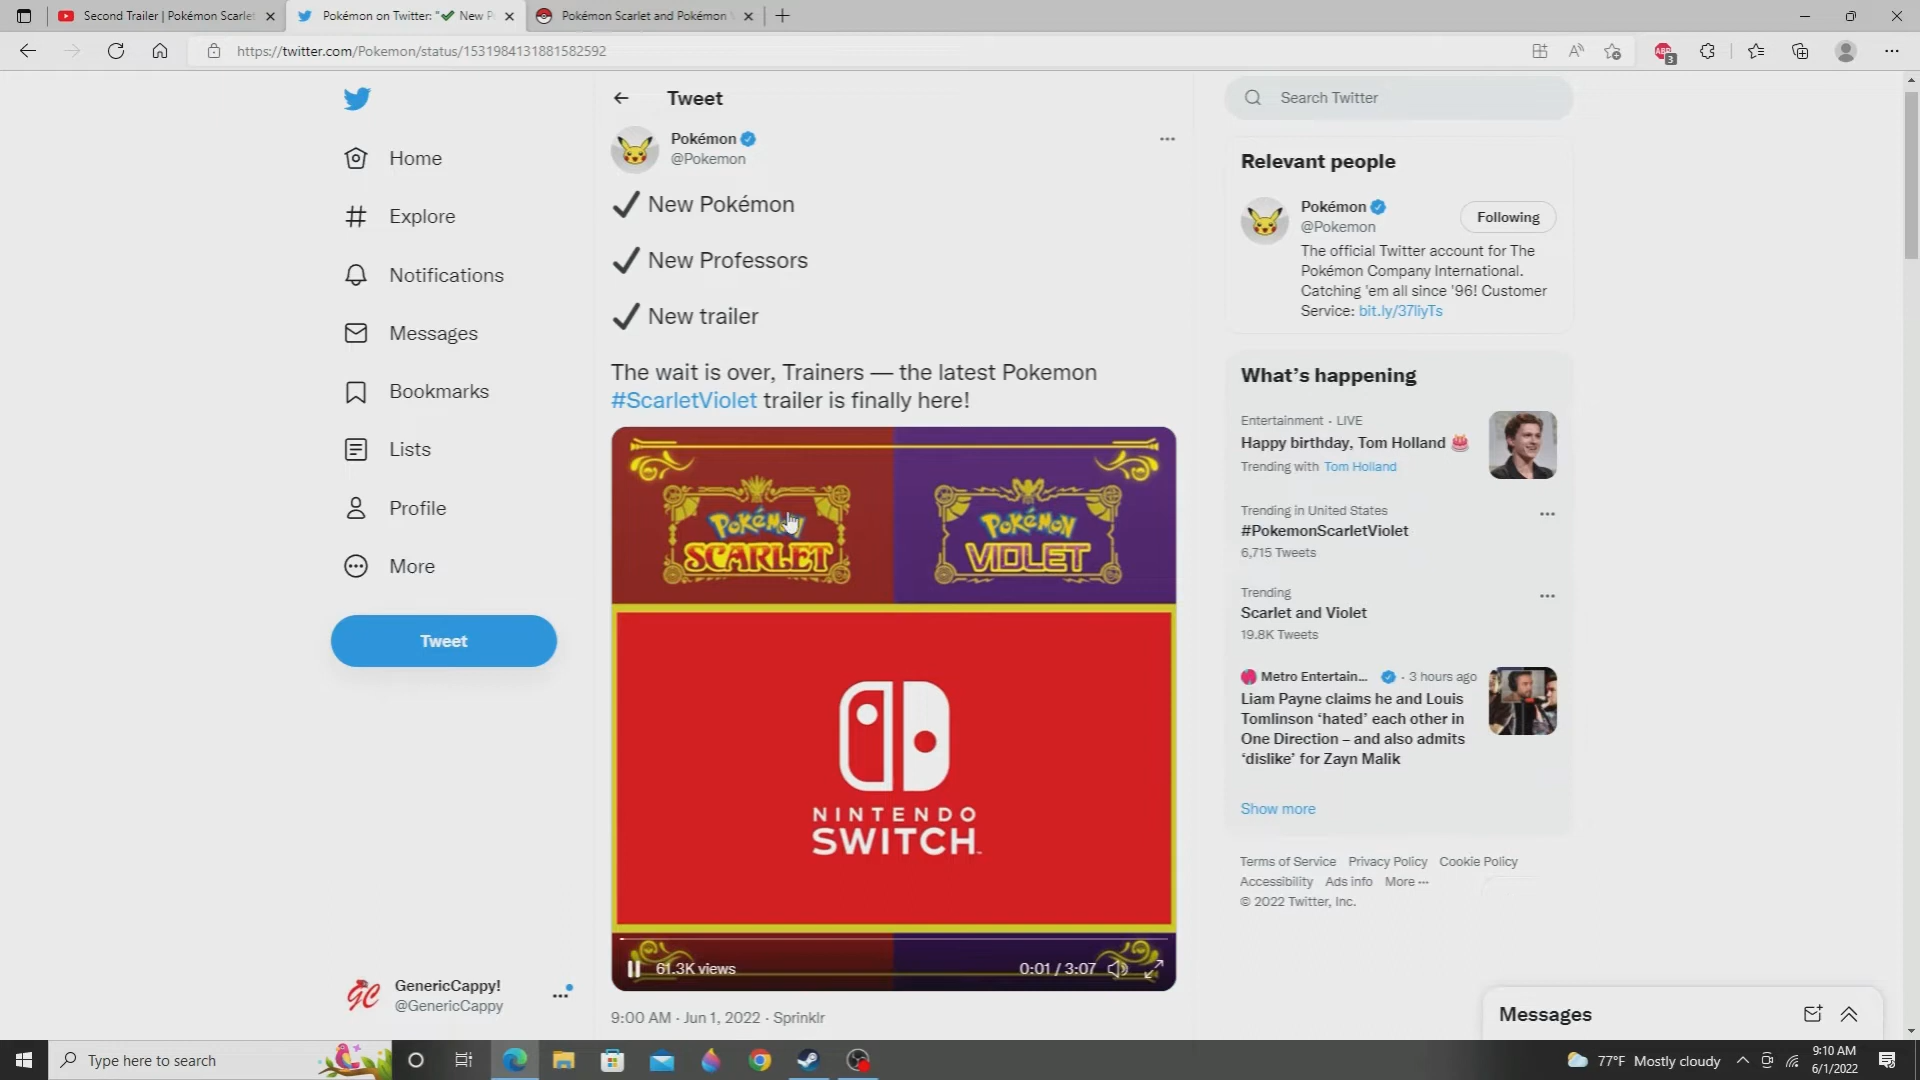 Second Trailer | Pokémon Scarlet
Pokémon on Twitter: "✔ New P
Pokémon Scarlet and Pokémon V
https://twitter.com/Pokemon/status/1531984131881582592
ABP
3
Home
Explore
Notifications
Messages
Bookmarks
Lists
Profile
More
Tweet
GenericCappy!
@GenericCappy
Tweet
Pokémon
@Pokemon
✔ New Pokémon
✔ New Professors
✔ New trailer
The wait is over, Trainers — the latest Pokemon
#ScarletViolet trailer is finally here!
Pokémon
SCARLET
Pokémon
VIOLET
NINTENDO
SWITCH™
61.3K views
0:01 / 3:07
9:00 AM · Jun 1, 2022 · Sprinklr
Search Twitter
Relevant people
Pokémon
@Pokemon
Following
The official Twitter account for The
Pokémon Company International.
Catching 'em all since '96! Customer
Service: bit.ly/37liyTs
What's happening
Entertainment · LIVE
Happy birthday, Tom Holland 🎂
Trending with Tom Holland
Trending in United States
#PokemonScarletViolet
6,715 Tweets
Trending
Scarlet and Violet
19.8K Tweets
Metro Entertain... · 3 hours ago
Liam Payne claims he and Louis
Tomlinson ‘hated’ each other in
One Direction – and also admits
‘dislike’ for Zayn Malik
Show more
Terms of Service Privacy Policy Cookie Policy
Accessibility Ads info More ···
© 2022 Twitter, Inc.
Messages
Type here to search
77°F Mostly cloudy
9:10 AM
6/1/2022